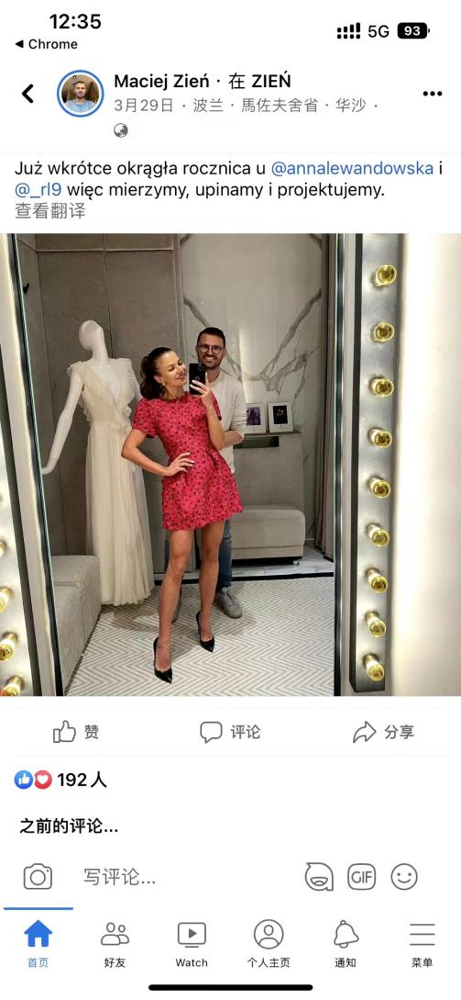 12:35
5G 93
◀ Chrome
Maciej Zień · 在 ZIEŃ
3月29日 · 波兰 · 馬佐夫舍省 · 华沙 ·
Już wkrótce okrągła rocznica u @annalewandowska i
@_rl9 więc mierzymy, upinamy i projektujemy.
查看翻译
赞 评论 分享
192人
之前的评论...
写评论... GIF
首页 好友 Watch 个人主页 通知 菜单